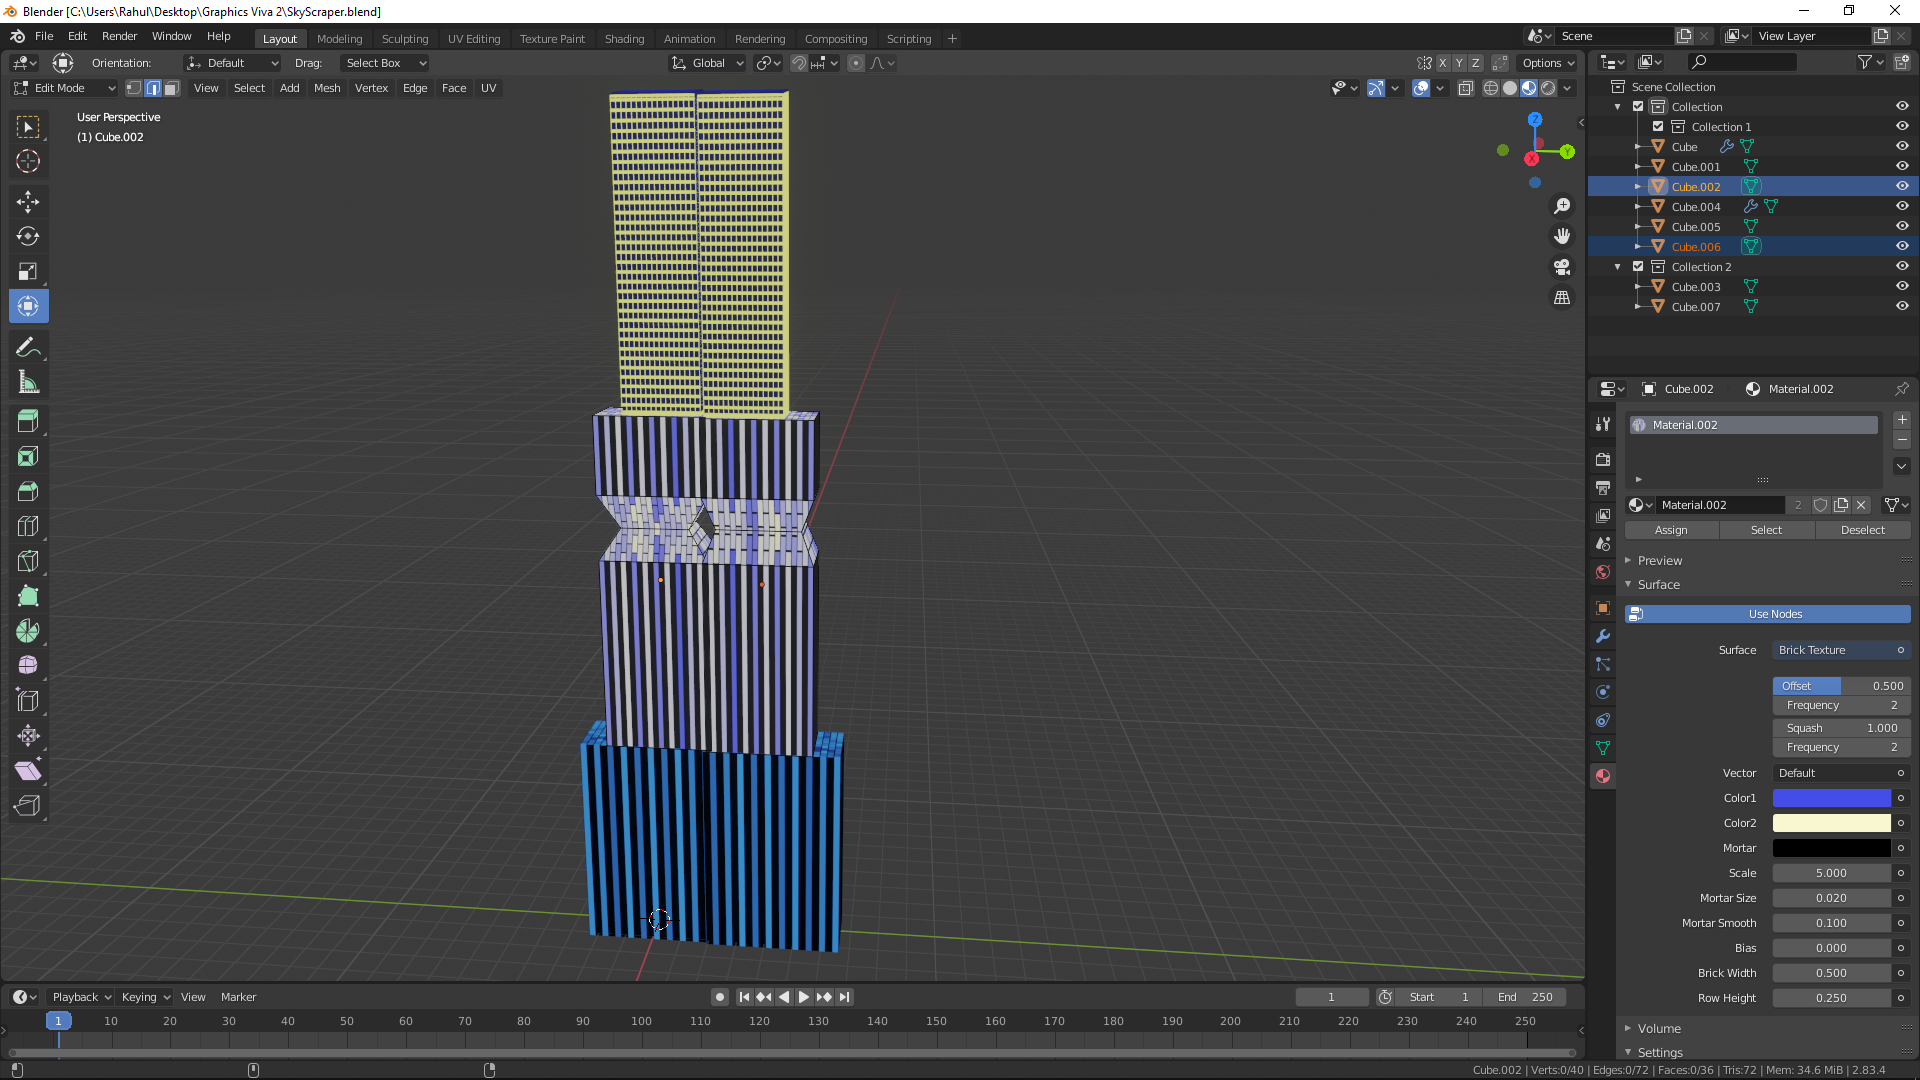 Blender [C:\Users\Rahul\Desktop\Graphics Viva 2\SkyScraper.blend]
File Edit Render Window Help Layout Modeling Sculpting UV Editing Texture Paint Shading Animation Rendering Compositing Scripting + Scene View Layer
Orientation: Default Drag: Select Box Global X Y Z Options
Edit Mode View Select Add Mesh Vertex Edge Face UV
User Perspective
(1) Cube.002
Z
Y
X
Scene Collection
Collection
Collection 1
Cube
Cube.001
Cube.002
Cube.004
Cube.005
Cube.006
Collection 2
Cube.003
Cube.007
Cube.002 Material.002
Material.002
Material.002 2
Assign Select Deselect
Preview
Surface
Use Nodes
Surface Brick Texture
Offset 0.500
Frequency 2
Squash 1.000
Frequency 2
Vector Default
Color1
Color2
Mortar
Scale 5.000
Mortar Size 0.020
Mortar Smooth 0.100
Bias 0.000
Brick Width 0.500
Row Height 0.250
Volume
Settings
Playback Keying View Marker 1 Start 1 End 250
1 10 20 30 40 50 60 70 80 90 100 110 120 130 140 150 160 170 180 190 200 210 220 230 240 250
Cube.002 | Verts:0/40 | Edges:0/72 | Faces:0/36 | Tris:72 | Mem: 34.6 MiB | 2.83.4